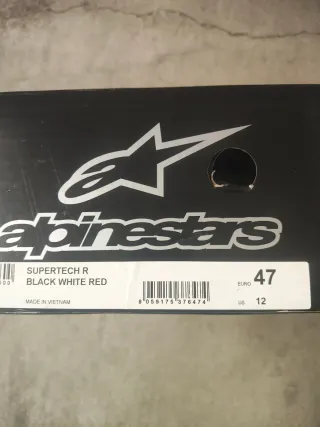 alpinestars
SUPERTECH R
BLACK WHITE RED
MADE IN VIETNAM
8059175376474
EURO 47
US 12